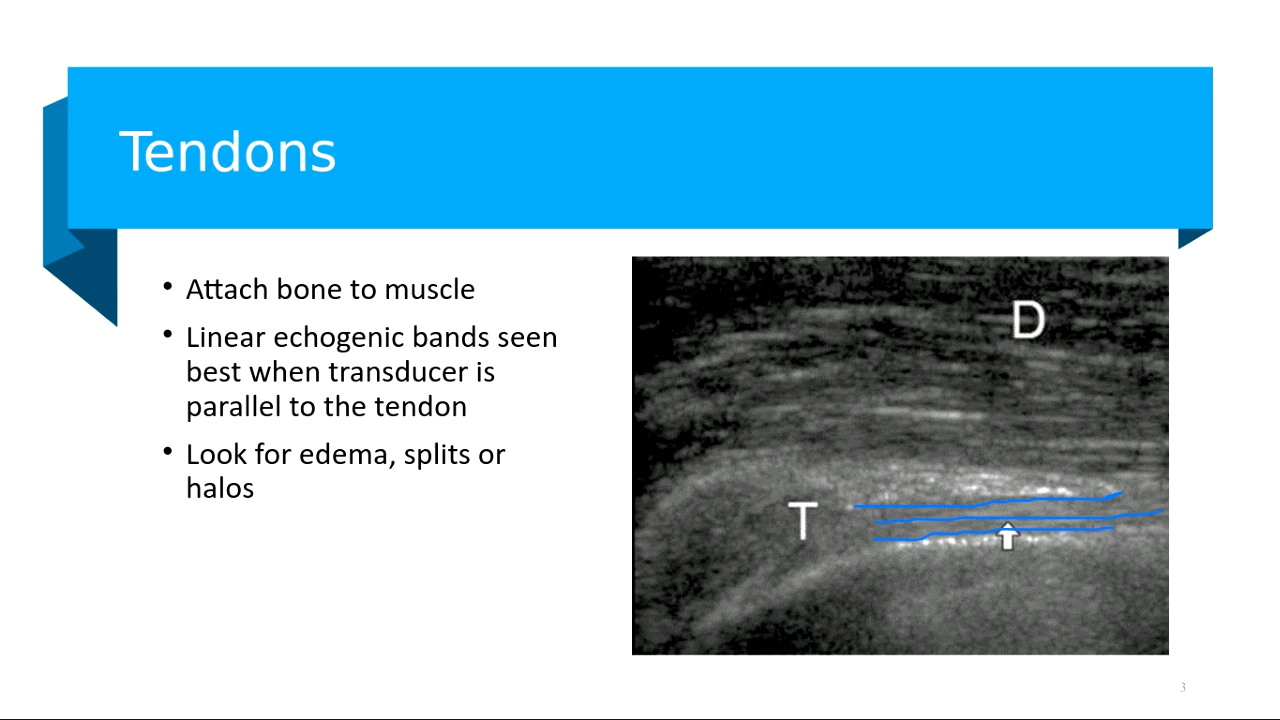 Tendons
• Attach bone to muscle
• Linear echogenic bands seen
best when transducer is
parallel to the tendon
• Look for edema, splits or
halos
D
T
3